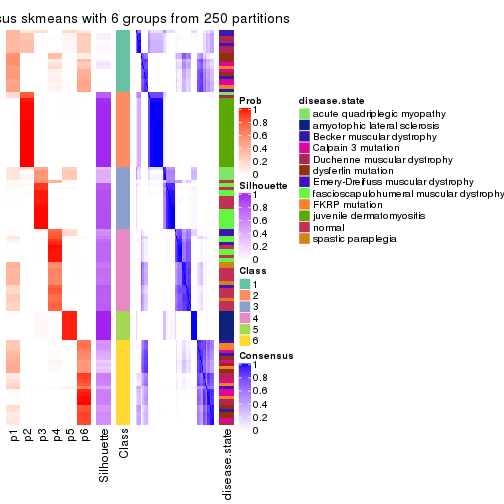 sus skmeans with 6 groups from 250 partitions
Prob
1
0.8
0.6
0.4
0.2
0
Silhouette
1
0.8
0.6
0.4
0.2
0
Class
1
2
3
4
5
6
Consensus
1
0.8
0.6
0.4
0.2
0
disease.state
acute quadriplegic myopathy
amyotophic lateral sclerosis
Becker muscular dystrophy
Calpain 3 mutation
Duchenne muscular dystrophy
dysferlin mutation
Emery-Dreifuss muscular dystrophy
fascioscapulohumeral muscular dystrophy
FKRP mutation
juvenile dermatomyositis
normal
spastic paraplegia
p1
p2
p3
p4
p5
p6
Silhouette
Class
disease.state